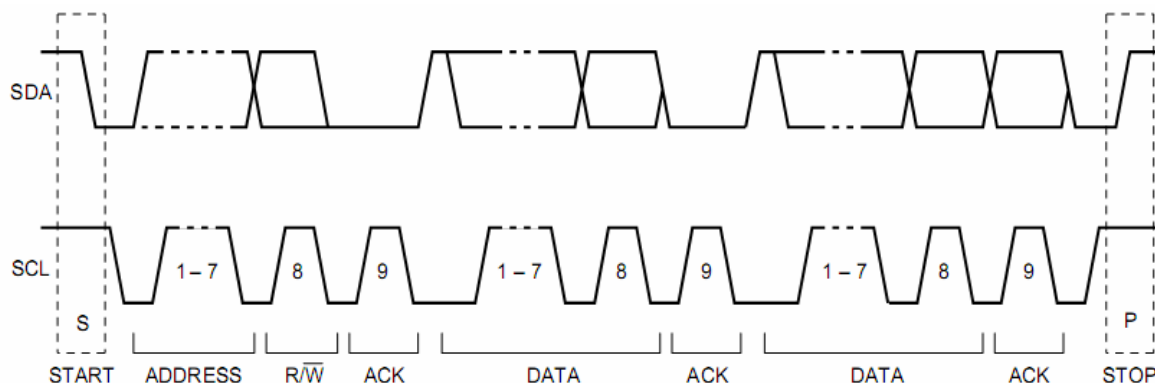 SDA
SCL
1 – 7 8 9 1 – 7 8 9 1 – 7 8 9
S P
START ADDRESS R/W̅ ACK DATA ACK DATA ACK STOP